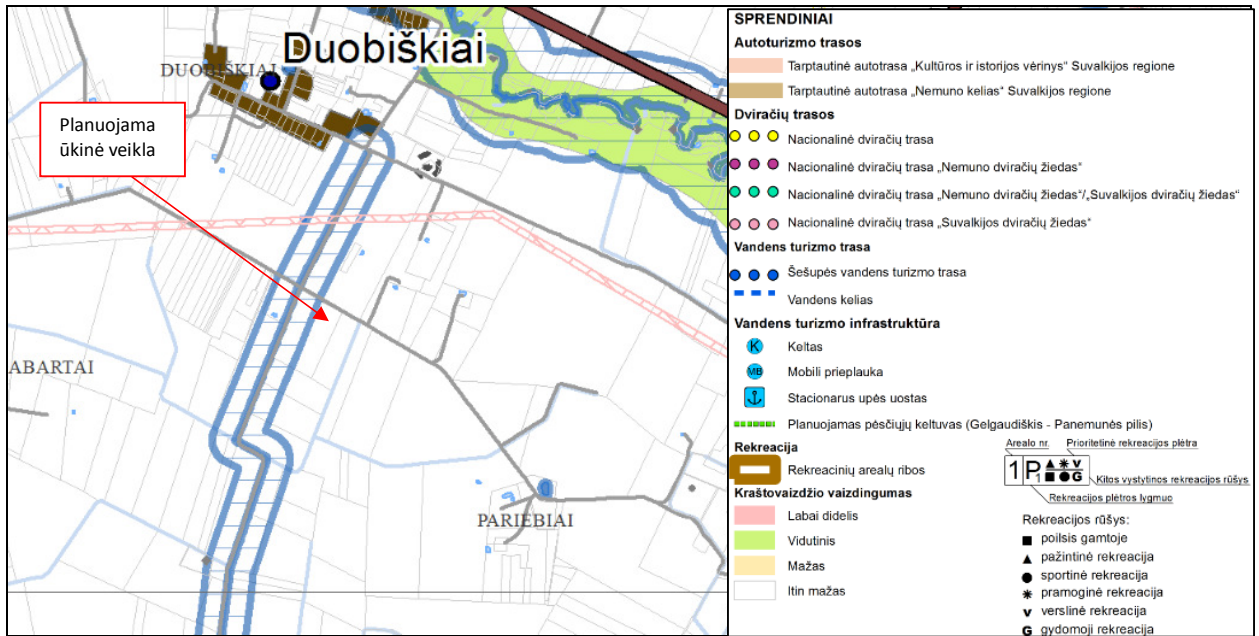 Duobiškiai
DUOBIŠKIAI
Planuojama
ūkinė veikla
ABARTAI
PARIEBIAI
SPRENDINIAI
Autoturizmo trasos
Tarptautinė autotrasa „Kultūros ir istorijos vėrinys" Suvalkijos regione
Tarptautinė autotrasa „Nemuno kelias" Suvalkijos regione
Dviračių trasos
Nacionalinė dviračių trasa
Nacionalinė dviračių trasa „Nemuno dviračių žiedas"
Nacionalinė dviračių trasa „Nemuno dviračių žiedas"/„Suvalkijos dviračių žiedas"
Nacionalinė dviračių trasa „Suvalkijos dviračių žiedas"
Vandens turizmo trasa
Šešupės vandens turizmo trasa
Vandens kelias
Vandens turizmo infrastruktūra
K Keltas
MB Mobili prieplauka
Stacionarus upės uostas
Planuojamas pėsčiųjų keltuvas (Gelgaudiškis - Panemunės pilis)
Rekreacija
Rekreacinių arealų ribos
Kraštovaizdžio vaizdingumas
Labai didelis
Vidutinis
Mažas
Itin mažas
Arealo nr. Prioritetinė rekreacijos plėtra
1 P1 v G
Kitos vystytinos rekreacijos rūšys
Rekreacijos plėtros lygmuo
Rekreacijos rūšys:
poilsis gamtoje
pažintinė rekreacija
sportinė rekreacija
pramoginė rekreacija
v verslinė rekreacija
G gydomoji rekreacija